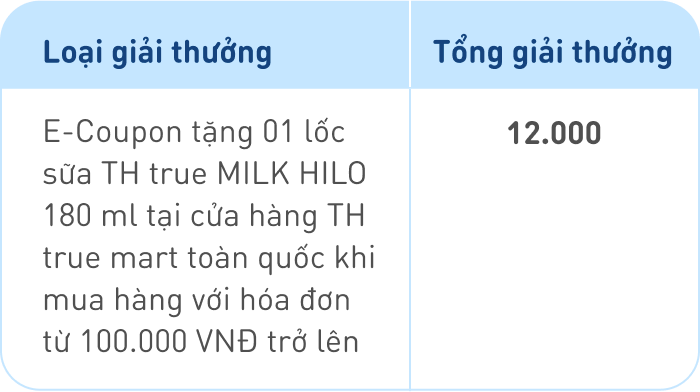 Loại giải thưởng
Tổng giải thưởng
E-Coupon tặng 01 lốc
sữa TH true MILK HILO
180 ml tại cửa hàng TH
true mart toàn quốc khi
mua hàng với hóa đơn
từ 100.000 VNĐ trở lên
12.000